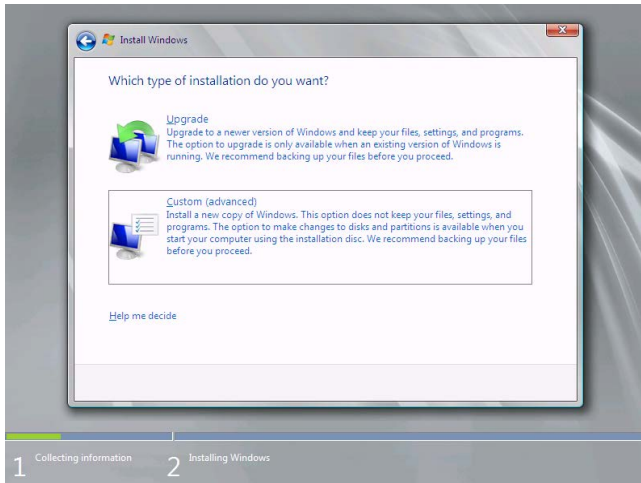 Install Windows
Which type of installation do you want?
Upgrade
Upgrade to a newer version of Windows and keep your files, settings, and programs.
The option to upgrade is only available when an existing version of Windows is
running. We recommend backing up your files before you proceed.
Custom (advanced)
Install a new copy of Windows. This option does not keep your files, settings, and
programs. The option to make changes to disks and partitions is available when you
start your computer using the installation disc. We recommend backing up your files
before you proceed.
Help me decide
1 Collecting information 2 Installing Windows